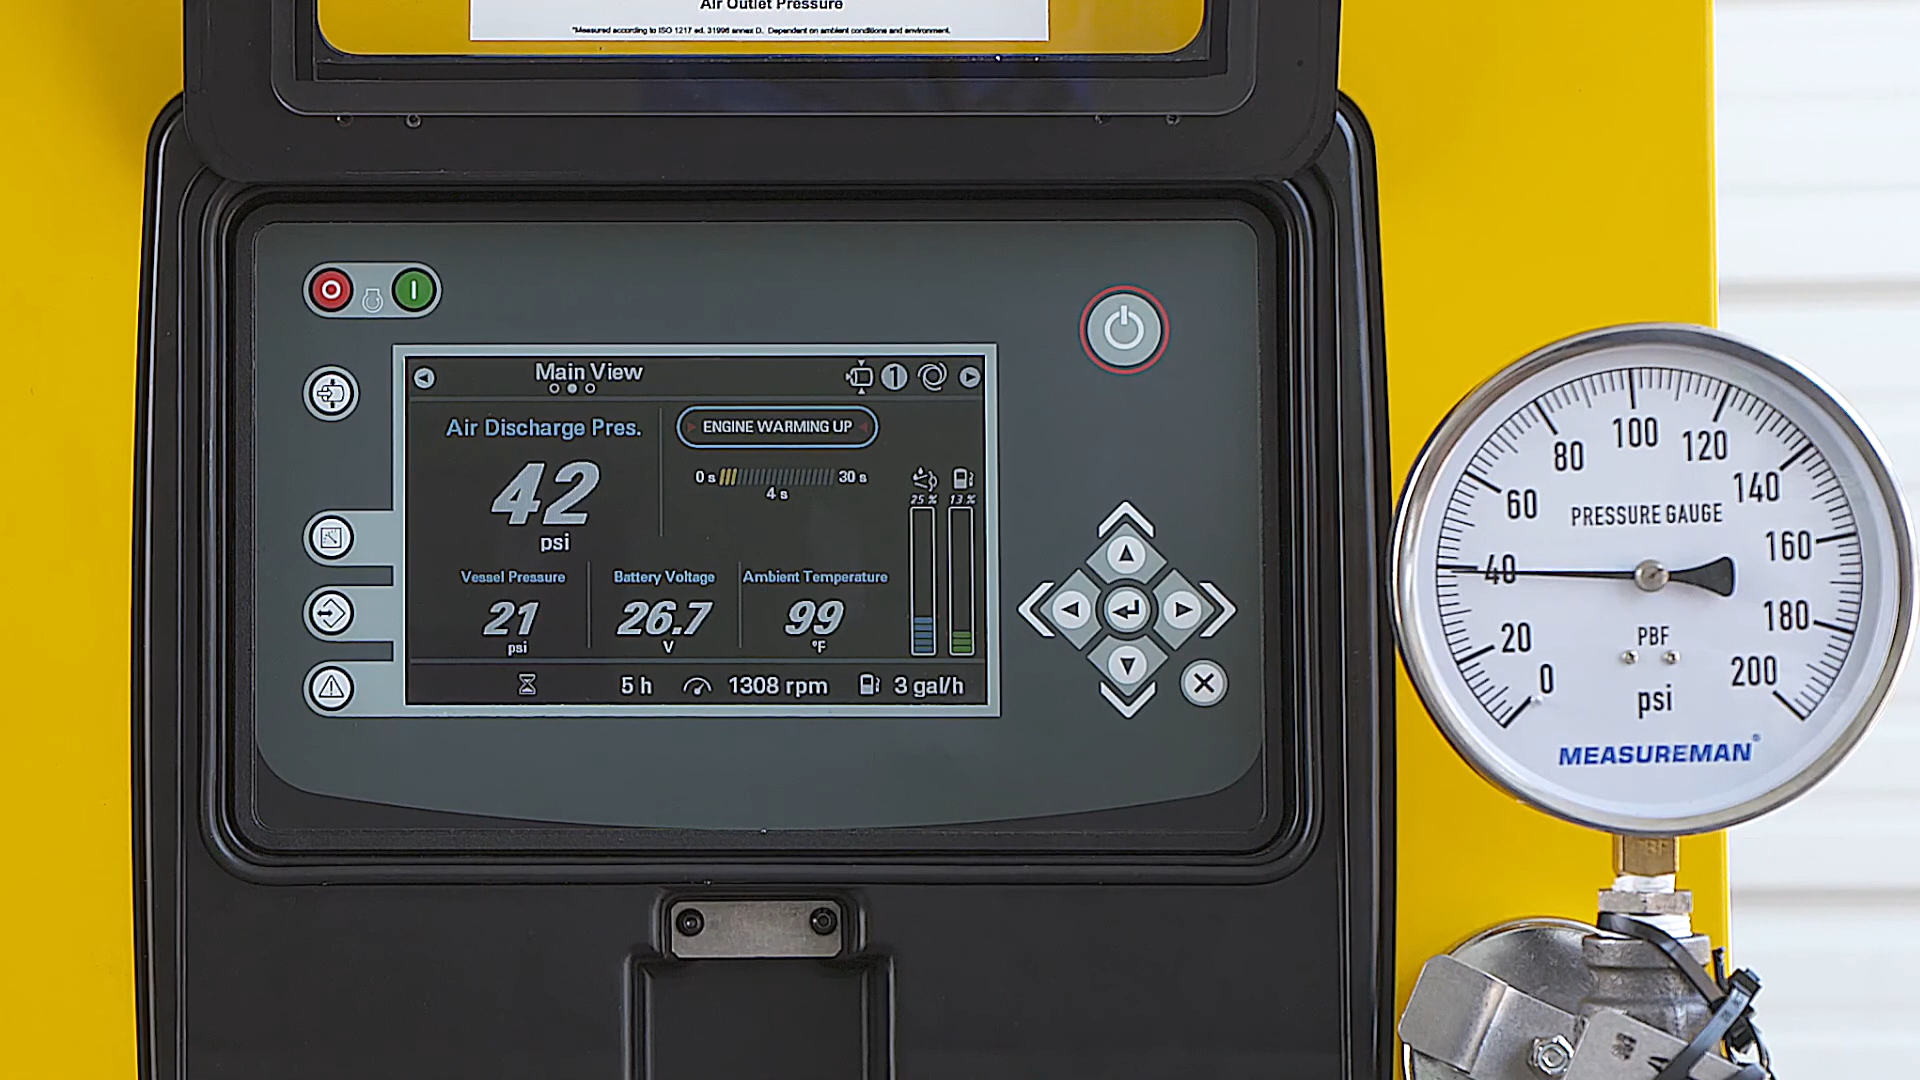 Air Outlet Pressure
*Measured according to ISO 1217 ed. 31996 annex D. Dependent on ambient conditions and environment.
Main View
1
Air Discharge Pres.
42
psi
ENGINE WARMING UP
0 s
30 s
4 s
25 %
13 %
Vessel Pressure
21
psi
Battery Voltage
26.7
V
Ambient Temperature
99
°F
5 h
1308 rpm
3 gal/h
0
20
40
60
80
100
120
140
160
180
200
PRESSURE GAUGE
PBF
psi
MEASUREMAN®
PBF